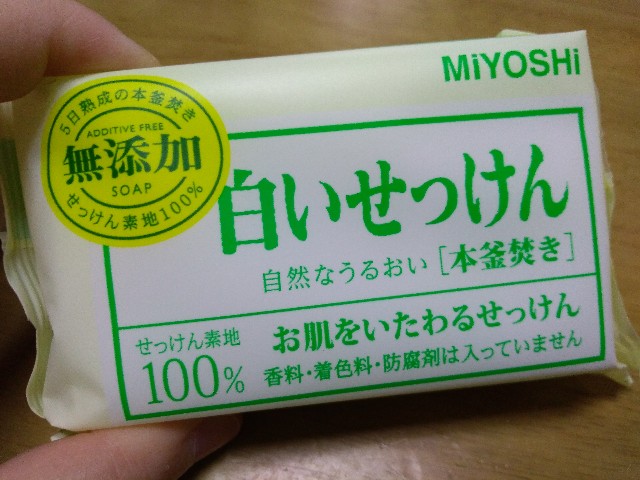 MiYOSHi
5日熟成の本釜焚き
ADDITIVE FREE
無添加
SOAP
せっけん素地100%
白いせっけん
自然なうるおい［本釜焚き］
せっけん素地
100%
お肌をいたわるせっけん
香料・着色料・防腐剤は入っていません